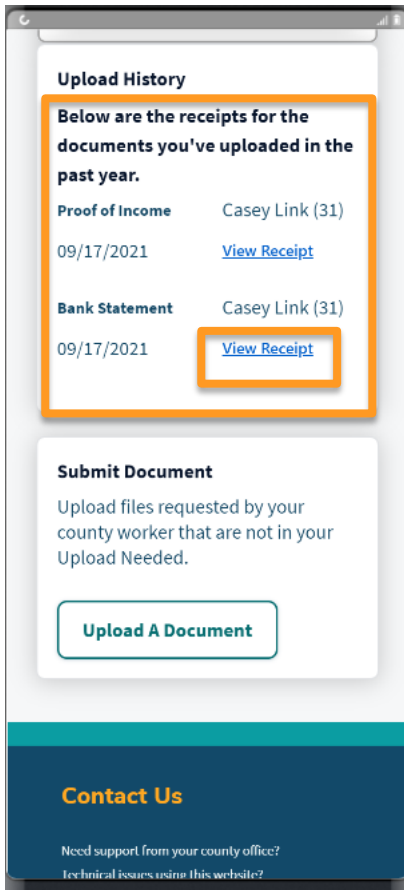 Upload History
Below are the receipts for the
documents you've uploaded in the
past year.
Proof of Income Casey Link (31)
09/17/2021 View Receipt
Bank Statement Casey Link (31)
09/17/2021 View Receipt
Submit Document
Upload files requested by your
county worker that are not in your
Upload Needed.
Upload A Document
Contact Us
Need support from your county office?
Technical issues using this website?